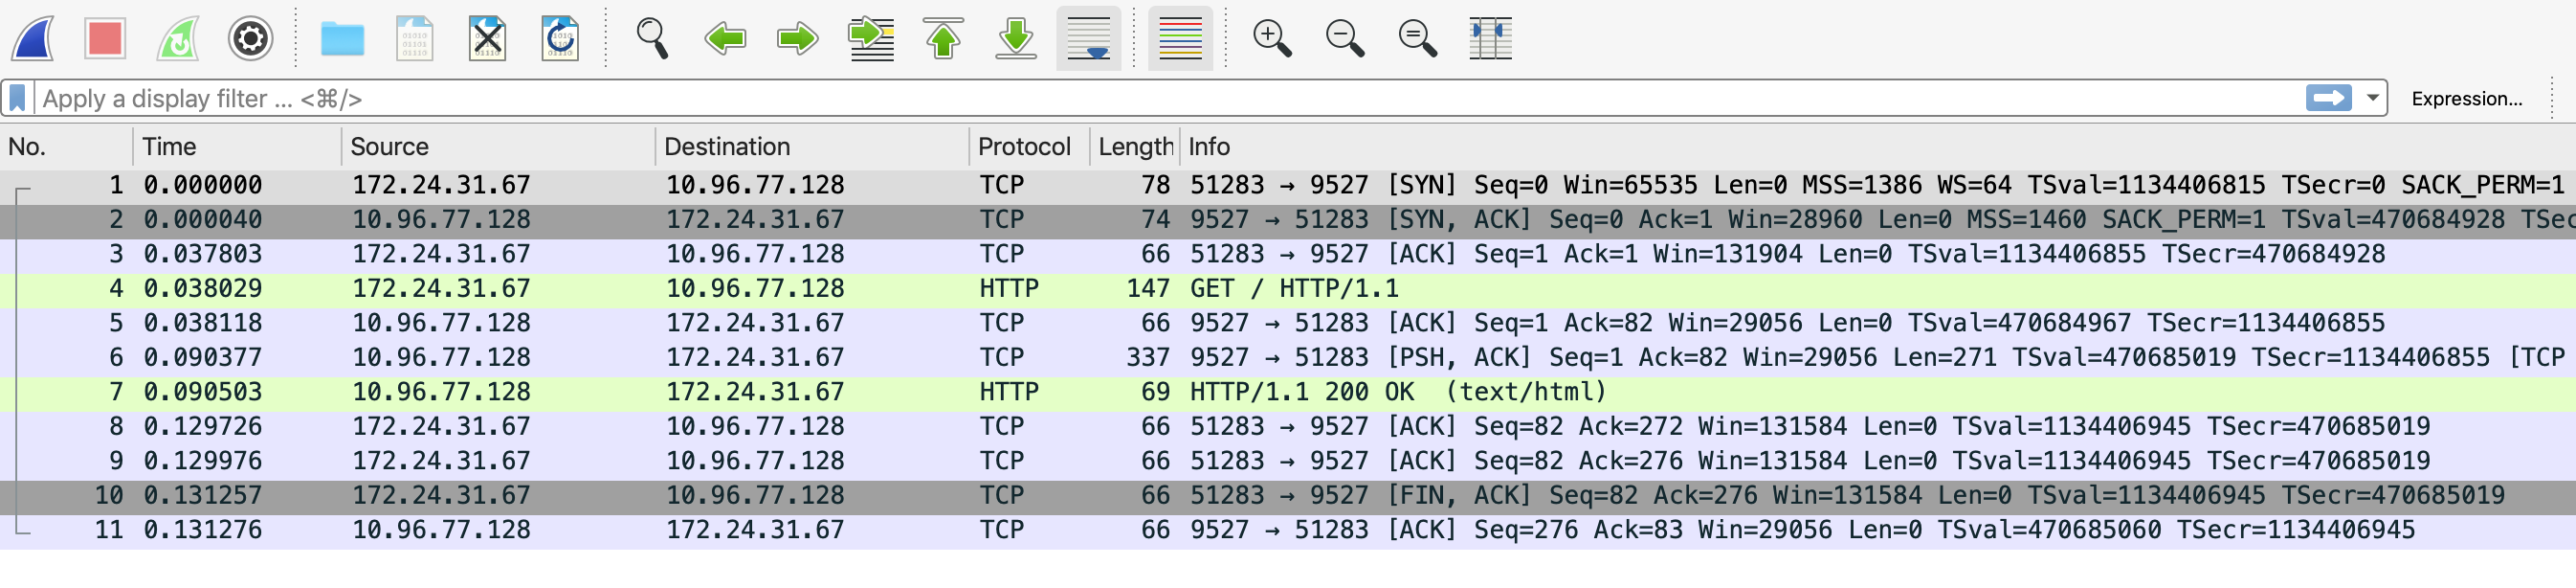 Apply a display filter ... <⌘/> Expression...
No. Time Source Destination Protocol Length Info
1 0.000000 172.24.31.67 10.96.77.128 TCP 78 51283 → 9527 [SYN] Seq=0 Win=65535 Len=0 MSS=1386 WS=64 TSval=1134406815 TSecr=0 SACK_PERM=1
2 0.000040 10.96.77.128 172.24.31.67 TCP 74 9527 → 51283 [SYN, ACK] Seq=0 Ack=1 Win=28960 Len=0 MSS=1460 SACK_PERM=1 TSval=470684928 TSec
3 0.037803 172.24.31.67 10.96.77.128 TCP 66 51283 → 9527 [ACK] Seq=1 Ack=1 Win=131904 Len=0 TSval=1134406855 TSecr=470684928
4 0.038029 172.24.31.67 10.96.77.128 HTTP 147 GET / HTTP/1.1
5 0.038118 10.96.77.128 172.24.31.67 TCP 66 9527 → 51283 [ACK] Seq=1 Ack=82 Win=29056 Len=0 TSval=470684967 TSecr=1134406855
6 0.090377 10.96.77.128 172.24.31.67 TCP 337 9527 → 51283 [PSH, ACK] Seq=1 Ack=82 Win=29056 Len=271 TSval=470685019 TSecr=1134406855 [TCP
7 0.090503 10.96.77.128 172.24.31.67 HTTP 69 HTTP/1.1 200 OK (text/html)
8 0.129726 172.24.31.67 10.96.77.128 TCP 66 51283 → 9527 [ACK] Seq=82 Ack=272 Win=131584 Len=0 TSval=1134406945 TSecr=470685019
9 0.129976 172.24.31.67 10.96.77.128 TCP 66 51283 → 9527 [ACK] Seq=82 Ack=276 Win=131584 Len=0 TSval=1134406945 TSecr=470685019
10 0.131257 172.24.31.67 10.96.77.128 TCP 66 51283 → 9527 [FIN, ACK] Seq=82 Ack=276 Win=131584 Len=0 TSval=1134406945 TSecr=470685019
11 0.131276 10.96.77.128 172.24.31.67 TCP 66 9527 → 51283 [ACK] Seq=276 Ack=83 Win=29056 Len=0 TSval=470685060 TSecr=1134406945